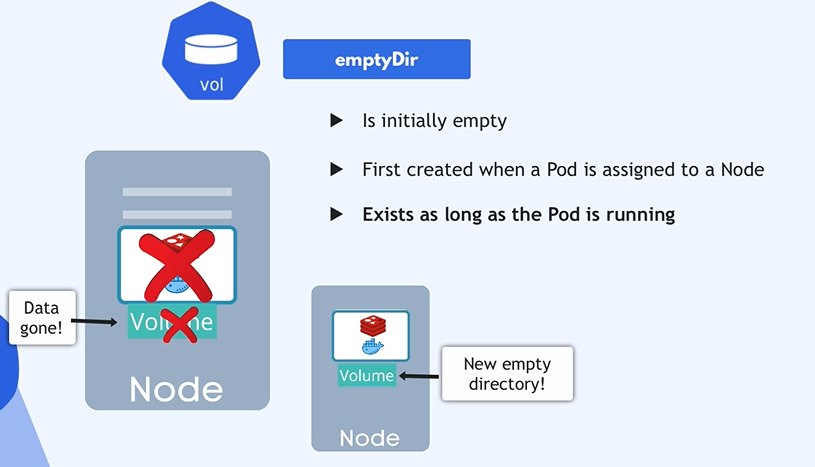 vol
emptyDir
▶ Is initially empty
▶ First created when a Pod is assigned to a Node
▶ Exists as long as the Pod is running
Data
gone!
Volume
Node
Volume
Node
New empty
directory!